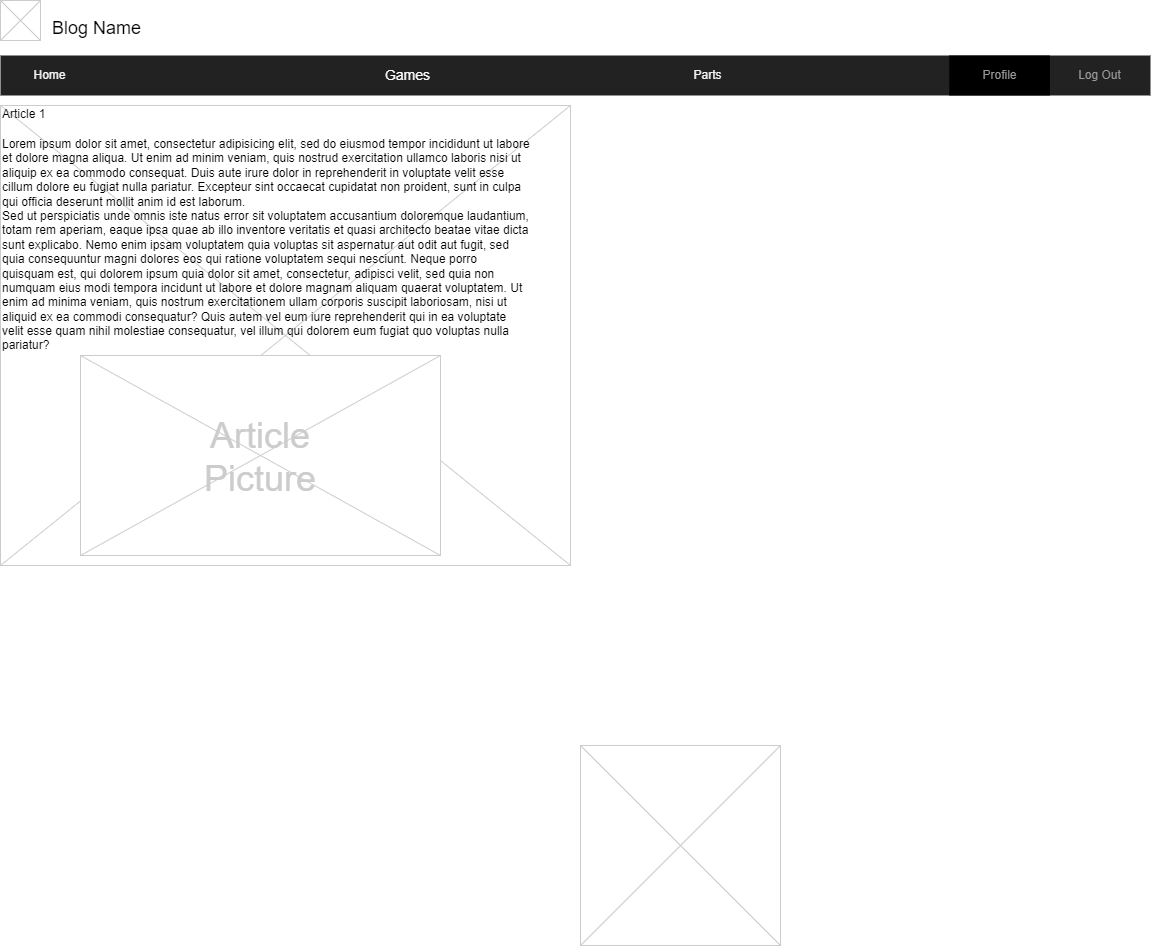 Blog Name
Home Games Parts Profile Log Out
Article 1
Lorem ipsum dolor sit amet, consectetur adipisicing elit, sed do eiusmod tempor incididunt ut labore
et dolore magna aliqua. Ut enim ad minim veniam, quis nostrud exercitation ullamco laboris nisi ut
aliquip ex ea commodo consequat. Duis aute irure dolor in reprehenderit in voluptate velit esse
cillum dolore eu fugiat nulla pariatur. Excepteur sint occaecat cupidatat non proident, sunt in culpa
qui officia deserunt mollit anim id est laborum.
Sed ut perspiciatis unde omnis iste natus error sit voluptatem accusantium doloremque laudantium,
totam rem aperiam, eaque ipsa quae ab illo inventore veritatis et quasi architecto beatae vitae dicta
sunt explicabo. Nemo enim ipsam voluptatem quia voluptas sit aspernatur aut odit aut fugit, sed
quia consequuntur magni dolores eos qui ratione voluptatem sequi nesciunt. Neque porro
quisquam est, qui dolorem ipsum quia dolor sit amet, consectetur, adipisci velit, sed quia non
numquam eius modi tempora incidunt ut labore et dolore magnam aliquam quaerat voluptatem. Ut
enim ad minima veniam, quis nostrum exercitationem ullam corporis suscipit laboriosam, nisi ut
aliquid ex ea commodi consequatur? Quis autem vel eum iure reprehenderit qui in ea voluptate
velit esse quam nihil molestiae consequatur, vel illum qui dolorem eum fugiat quo voluptas nulla
pariatur?
Article
Picture